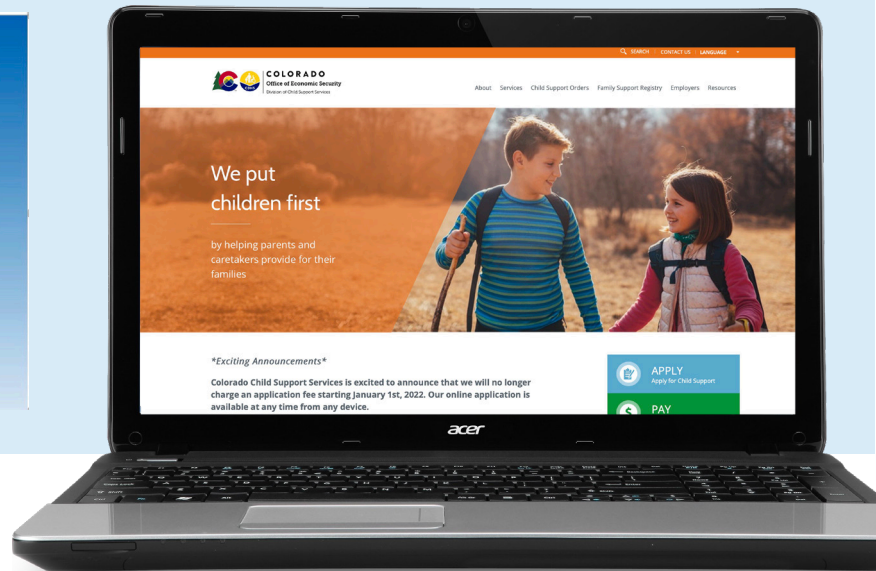 SEARCH | CONTACT US | LANGUAGE
COLORADO
Office of Economic Security
Division of Child Support Services
About Services Child Support Orders Family Support Registry Employers Resources
We put
children first
by helping parents and
caretakers provide for their
families
*Exciting Announcements*
Colorado Child Support Services is excited to announce that we will no longer
charge an application fee starting January 1st, 2022. Our online application is
available at any time from any device.
APPLY
Apply for Child Support
PAY
acer